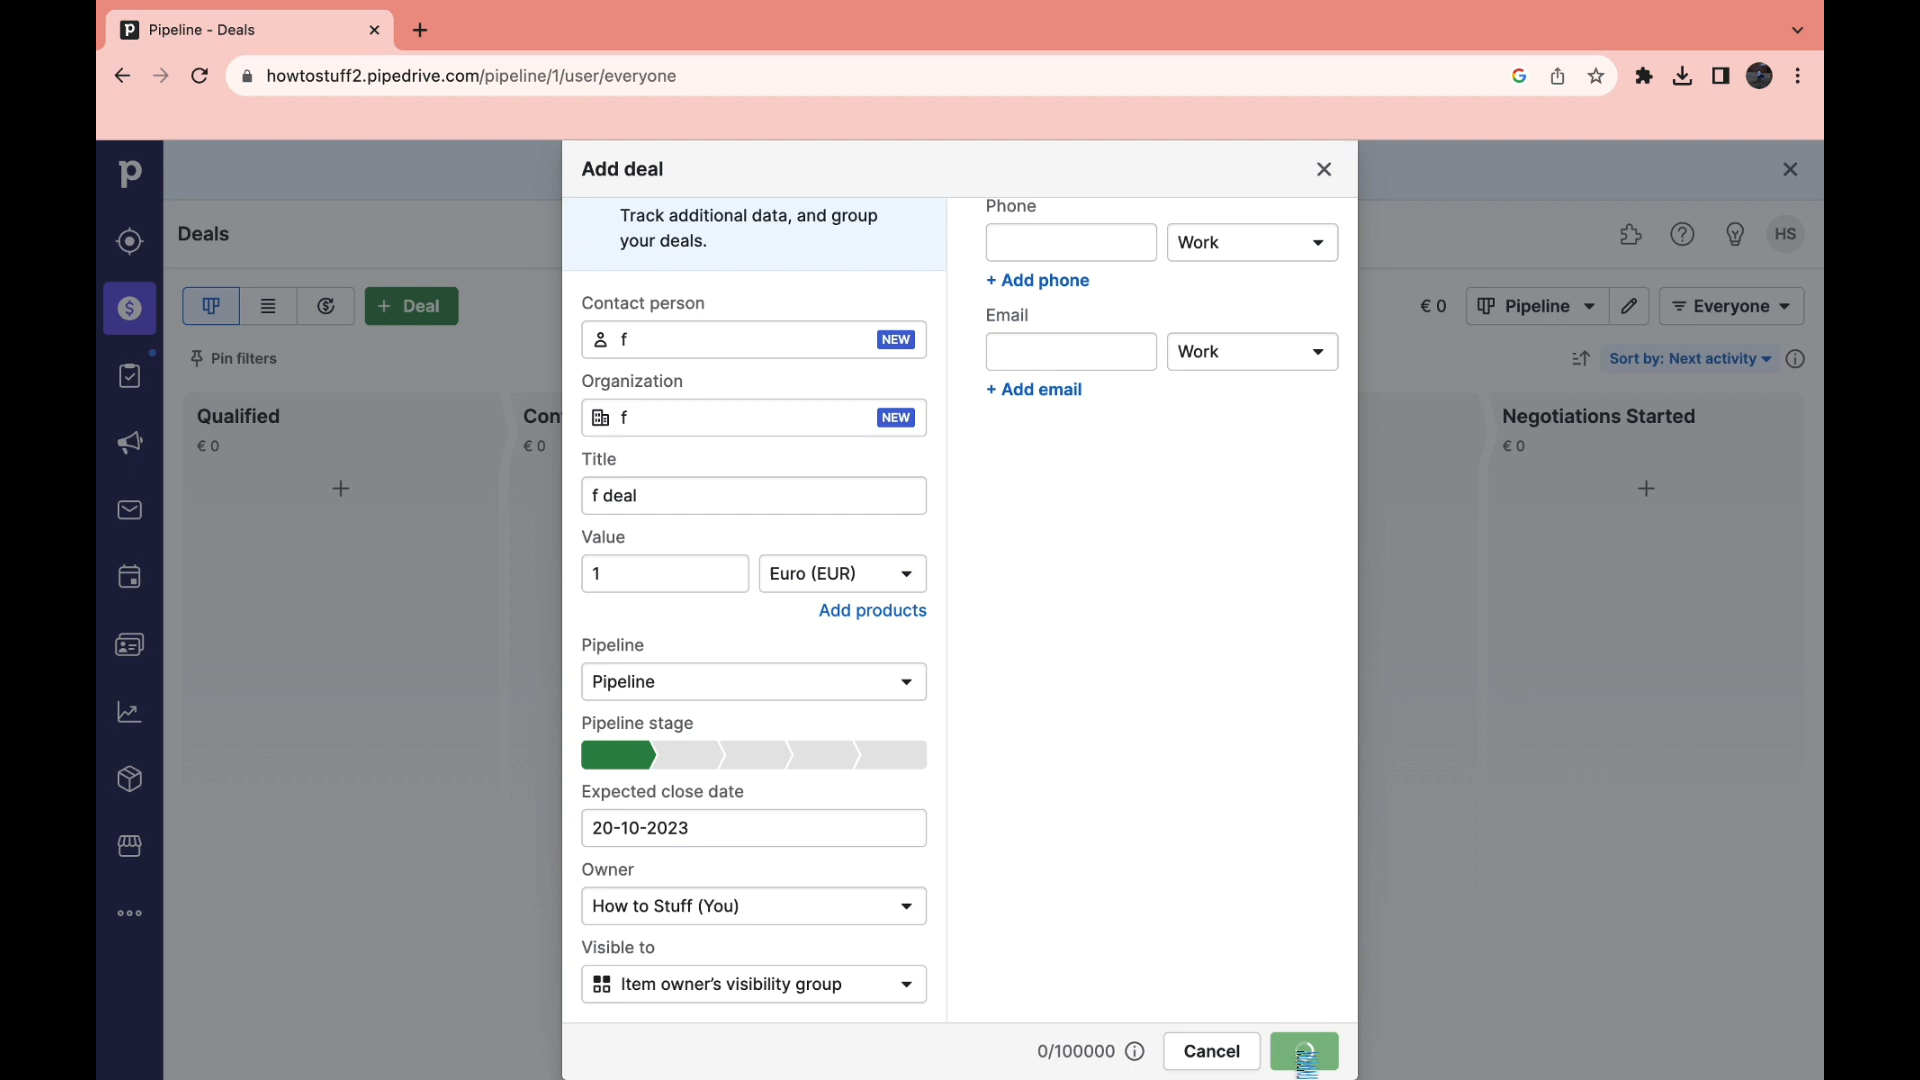 Pipeline - Deals
howtostuff2.pipedrive.com/pipeline/1/user/everyone
Add deal
Deals
HS
Deal
€ 0
Pipeline
Everyone
Pin filters
Sort by: Next activity
Qualified
€ 0
Con
€ 0
Negotiations Started
€ 0
Track additional data, and group
your deals.
Contact person
f
NEW
Organization
f
NEW
Title
f deal
Value
1
Euro (EUR)
Add products
Pipeline
Pipeline
Pipeline stage
Expected close date
20-10-2023
Owner
How to Stuff (You)
Visible to
Item owner’s visibility group
Phone
Work
+ Add phone
Email
Work
+ Add email
0/100000
Cancel